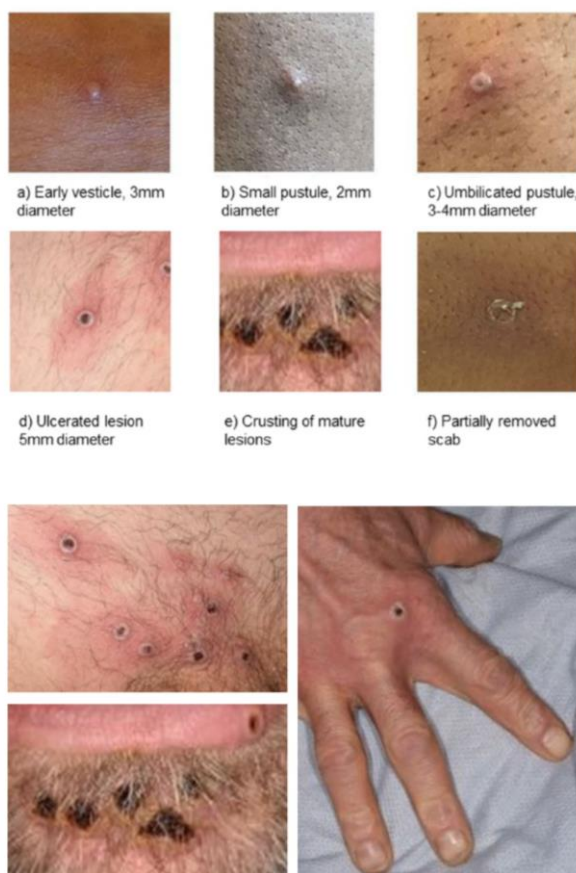 a) Early vesicle, 3mm
diameter
b) Small pustule, 2mm
diameter
c) Umbilicated pustule,
3-4mm diameter
d) Ulcerated lesion
5mm diameter
e) Crusting of mature
lesions
f) Partially removed
scab